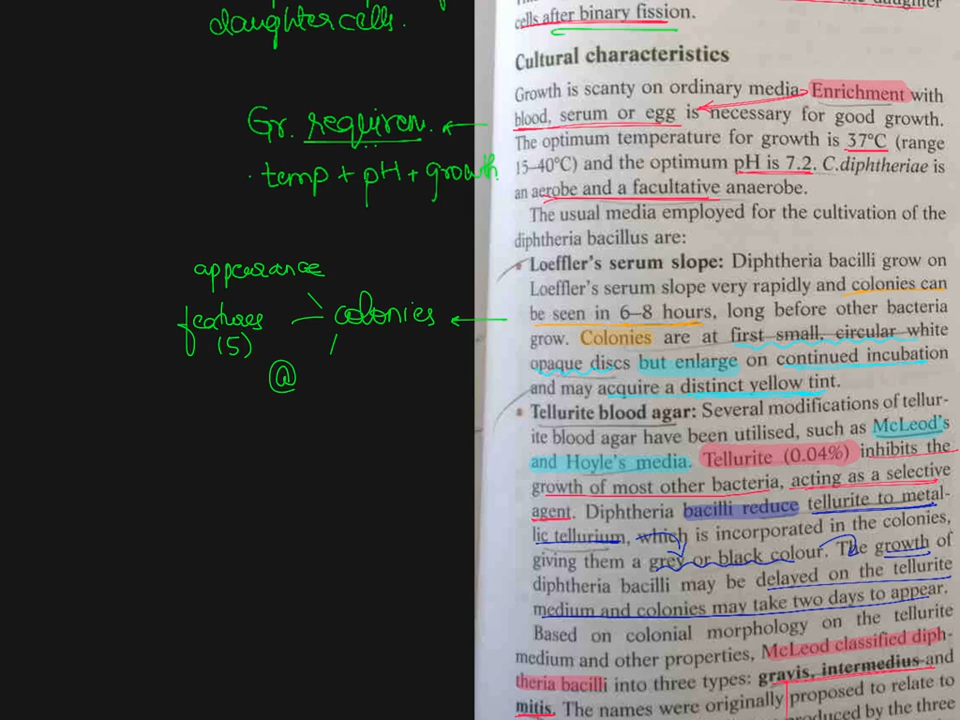 daughter cells.
Gr. requirem. ←
. temp + pH + growth
appearance
features - colonies ←
(5)
@
cells after binary fission.
Cultural characteristics
Growth is scanty on ordinary media. Enrichment with
blood, serum or egg is necessary for good growth.
The optimum temperature for growth is 37°C (range
15–40°C) and the optimum pH is 7.2. C.diphtheriae is
an aerobe and a facultative anaerobe.
The usual media employed for the cultivation of the
diphtheria bacillus are:
• Loeffler's serum slope: Diphtheria bacilli grow on
Loeffler's serum slope very rapidly and colonies can
be seen in 6–8 hours, long before other bacteria
grow. Colonies are at first small, circular white
opaque discs but enlarge on continued incubation
and may acquire a distinct yellow tint.
• Tellurite blood agar: Several modifications of tellur-
ite blood agar have been utilised, such as McLeod's
and Hoyle's media. Tellurite (0.04%) inhibits the
growth of most other bacteria, acting as a selective
agent. Diphtheria bacilli reduce tellurite to metal-
lic tellurium, which is incorporated in the colonies,
giving them a grey or black colour. The growth of
diphtheria bacilli may be delayed on the tellurite
medium and colonies may take two days to appear.
Based on colonial morphology on the tellurite
medium and other properties, McLeod classified diph-
theria bacilli into three types: gravis, intermedius and
mitis. The names were originally proposed to relate to
by the three